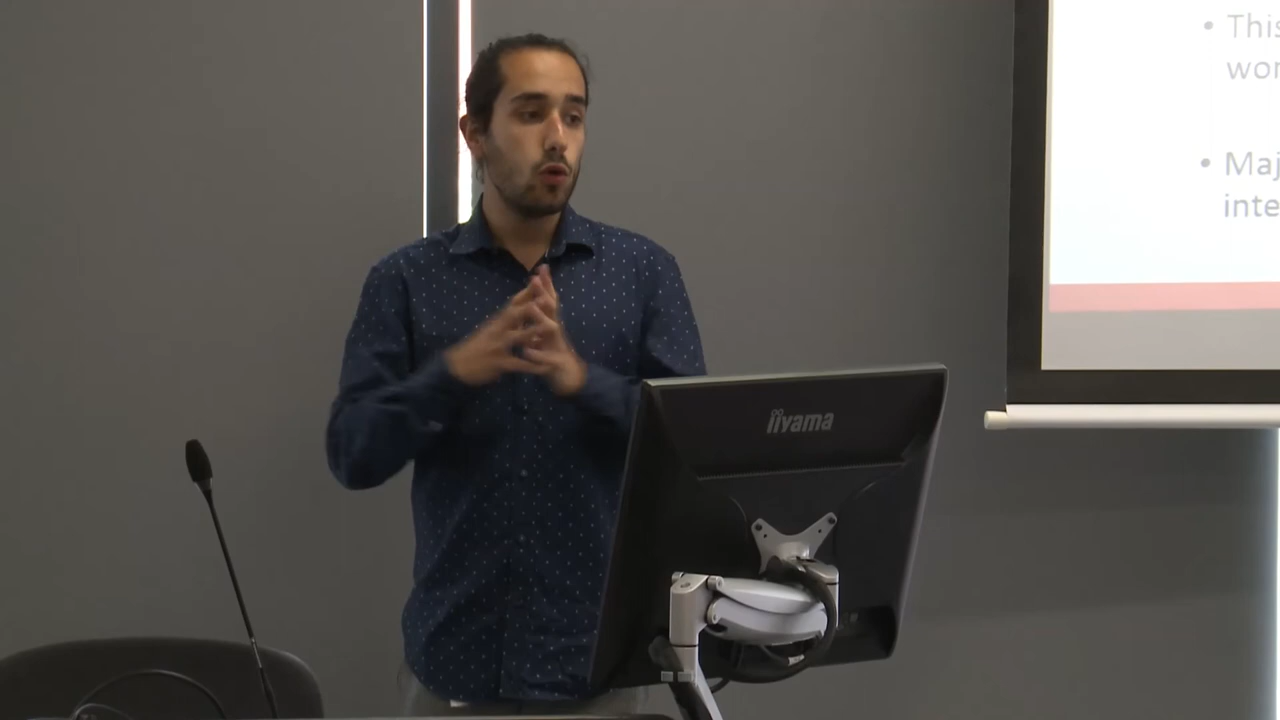 • This
wor
• Maj
inte
iiyama